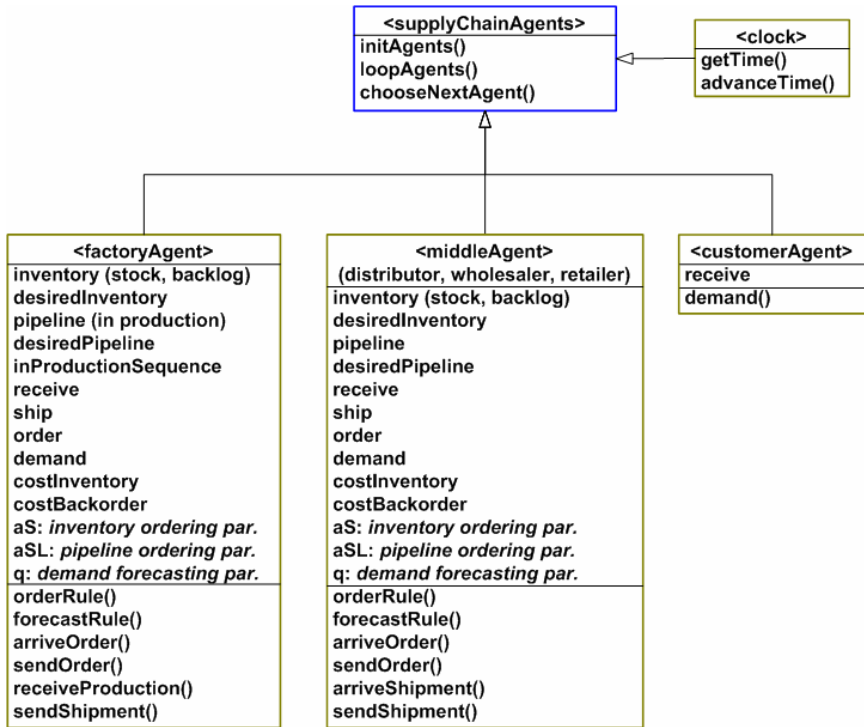 <supplyChainAgents>
initAgents()
loopAgents()
chooseNextAgent()
<clock>
getTime()
advanceTime()
<factoryAgent>
inventory (stock, backlog)
desiredInventory
pipeline (in production)
desiredPipeline
inProductionSequence
receive
ship
order
demand
costInventory
costBackorder
aS: inventory ordering par.
aSL: pipeline ordering par.
q: demand forecasting par.
orderRule()
forecastRule()
arriveOrder()
sendOrder()
receiveProduction()
sendShipment()
<middleAgent>
(distributor, wholesaler, retailer)
inventory (stock, backlog)
desiredInventory
pipeline
desiredPipeline
receive
ship
order
demand
costInventory
costBackorder
aS: inventory ordering par.
aSL: pipeline ordering par.
q: demand forecasting par.
orderRule()
forecastRule()
arriveOrder()
sendOrder()
arriveShipment()
sendShipment()
<customerAgent>
receive
demand()